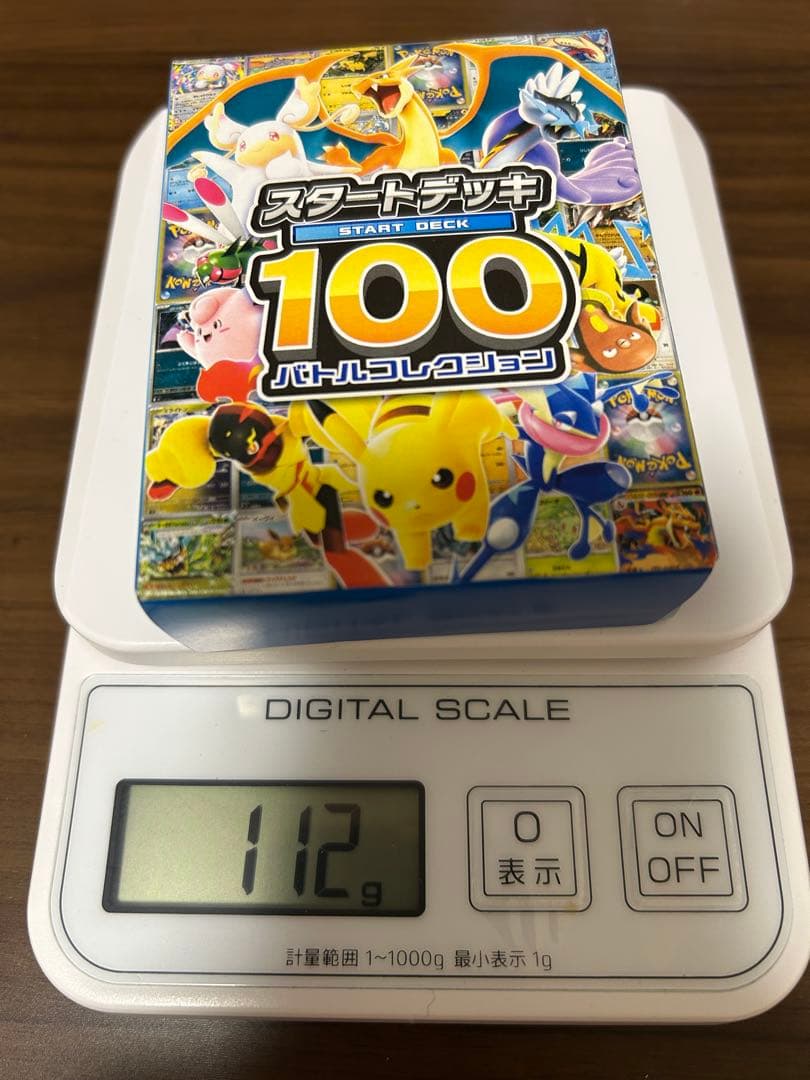 スタートデッキ
START DECK
100
バトルコレクション
POKÉMON
DIGITAL SCALE
112g
0
表示
ON
OFF
計量範囲 1~1000g 最小表示 1g